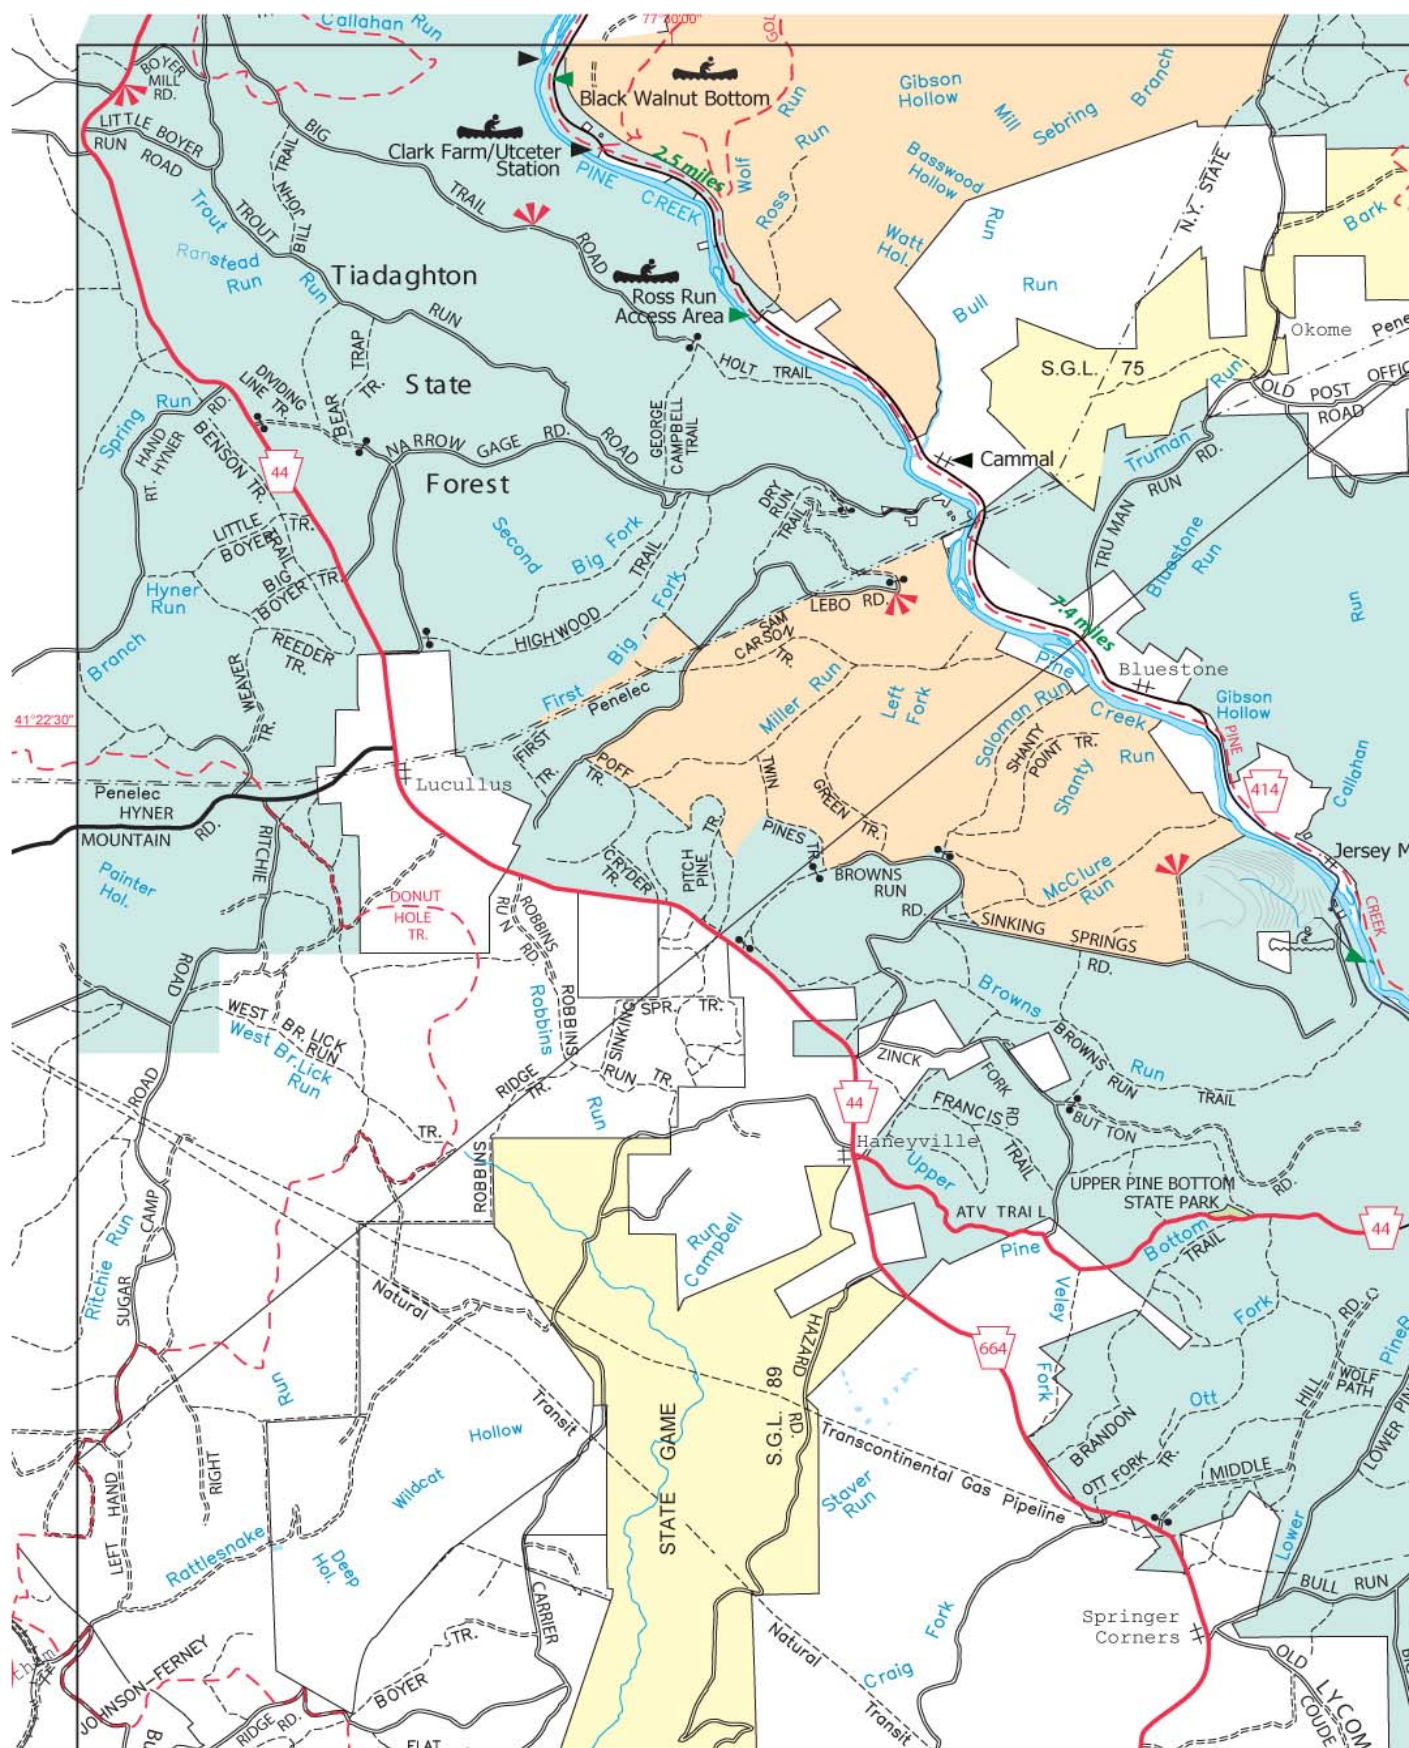 Callahan Run
77°30'00"
BOYER
MILL
RD.
Black Walnut Bottom
Gibson
Hollow
Mill
Sebring
Branch
Run
LITTLE BOYER
RUN ROAD
BIG
TRAIL
ROAD
Clark Farm/Utceter
Station
2.5 miles
Wolf
Run
Ross
Basswood
Hollow
N.Y. STATE
PINE
CREEK
JOHN
BILL
TRAIL
Trout
TROUT
Ranstead
Run
Run
Tiadaghton
RUN
Watt
Hol.
Run
Bull
Run
Bark
Ross Run
Access Area
Okome
Pene
TRAP
BEAR
TR.
State
HOLT TRAIL
S.G.L. 75
Run
OLD POST OFFIC
ROAD
DIVIDING
LINE TR.
Spring Run
RT. HAND
HYNER
RD.
BENSON TR.
44
NARROW GAGE RD.
ROAD
GEORGE
CAMPBELL
TRAIL
Cammal
Truman
TRUMAN RUN RD.
Forest
DRY
RUN
TRAIL
LITTLE
BOYER
TR.
TRAIL
BIG
BOYER TR.
Second
Big Fork
Bluestone
Run
Hyner
Run
Branch
HIGHWOOD
TRAIL
Fork
Big
First
LEBO RD.
SAM
CARSON
TR.
7.4 miles
Run
REEDER
TR.
WEAVER
TR.
Penelec
Miller Run
Left
Fork
Pine
Creek
Bluestone
Gibson
Hollow
41°22'30"
Saloman Run
SHANTY
POINT TR.
Shanty
Run
PINE
FIRST
TR.
POFF
TR.
TWIN
PINES TR.
GREEN TR.
414
Callahan
Lucullus
Penelec
HYNER
MOUNTAIN
RD.
RITCHIE
ROAD
Painter
Hol.
CRYDER
TR.
PITCH
PINE
TR.
BROWNS
RUN
RD.
McClure
Run
Jersey M
CREEK
DONUT
HOLE
TR.
ROBBINS
RUN
RD.
SINKING SPRINGS
RD.
Robbins
ROBBINS
SINKING
SPR. TR.
RUN TR.
RIDGE
TR.
Run
WEST BR. LICK
RUN
TR.
West Br. Lick
Run
Browns
Run
BROWNS
RUN
TRAIL
ZINCK
FORK
RD.
44
FRANCIS
TRAIL
BUTTON
RD.
Haneyville
Upper
Pine
Bottom
ATV TRAIL
UPPER PINE BOTTOM
STATE PARK
44
TRAIL
ROAD
CAMP
SUGAR
Ritchie Run
ROBBINS
Run
Campbell
Natural
Transit
HAZARD
RD.
Veley
Fork
Fork
RD.
HILL
Pine B
664
Run
S.G.L. 89
WOLF
PATH
Ott
Hollow
Wildcat
STATE GAME
Transcontinental Gas Pipeline
BRANDON
OTT FORK
TR.
MIDDLE
LOWER PIN
Staver
Run
LEFT HAND
RIGHT
Rattlesnake
Deep
Hol.
Lower
BULL RUN
CARRIER
TR.
BOYER
Fork
Craig
Natural
Transit
Springer
Corners
OLD
LYCOM
COUDE
JOHNSON-FERNEY
RIDGE
RD.
FLAT